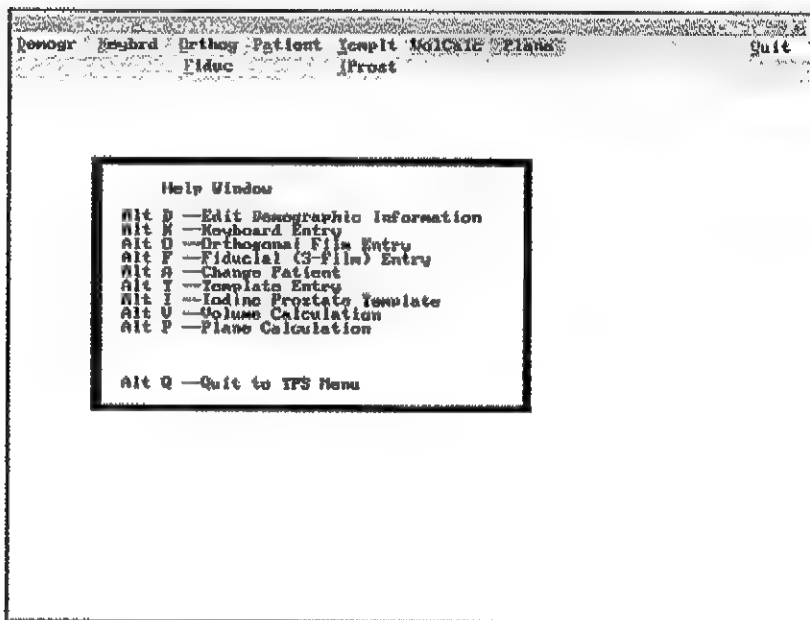 Demogr Keybrd Orthog Patient Templt VolCalc Plane Quit
Fiduc IProst
Help Window
Alt D —Edit Demographic Information
Alt K —Keyboard Entry
Alt O —Orthogonal Film Entry
Alt F —Fiducial (3-film) Entry
Alt A —Change Patient
Alt T —Template Entry
Alt I —Iodine Prostate Template
Alt V —Volume Calculation
Alt P —Plane Calculation
Alt Q —Quit to TPS Menu